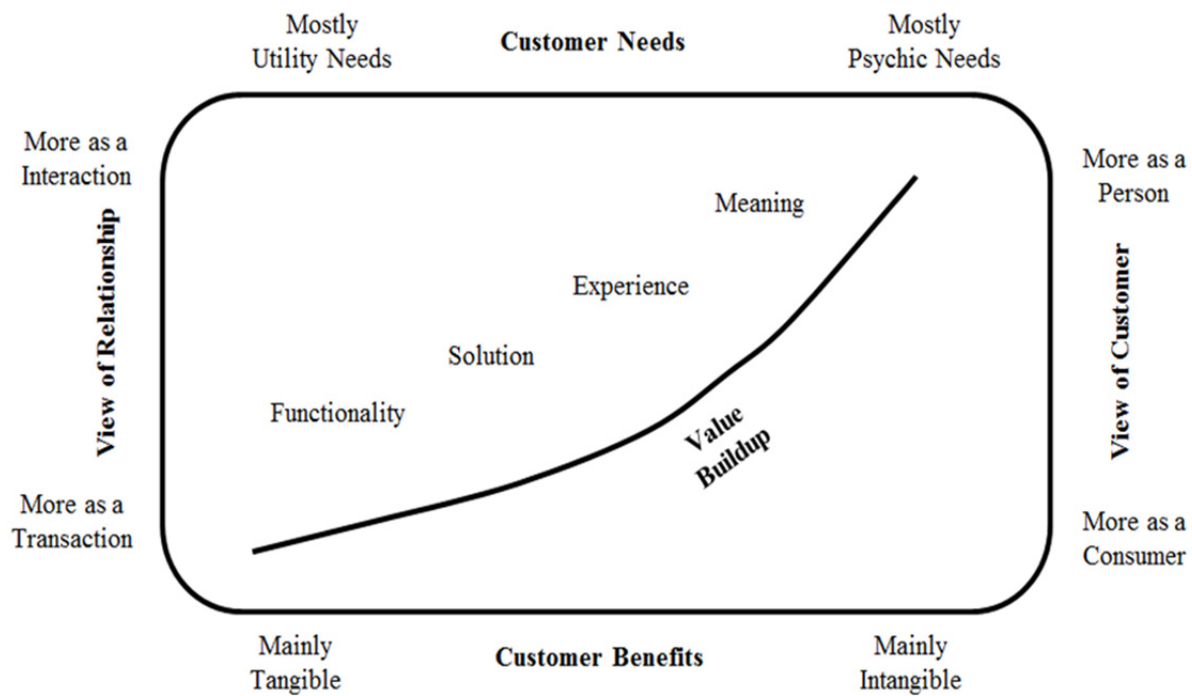 Mostly
Utility Needs
Customer Needs
Mostly
Psychic Needs
More as a
Interaction
More as a
Person
Meaning
Experience
View of Relationship
View of Customer
Solution
Functionality
Value
Buildup
More as a
Transaction
More as a
Consumer
Mainly
Tangible
Customer Benefits
Mainly
Intangible